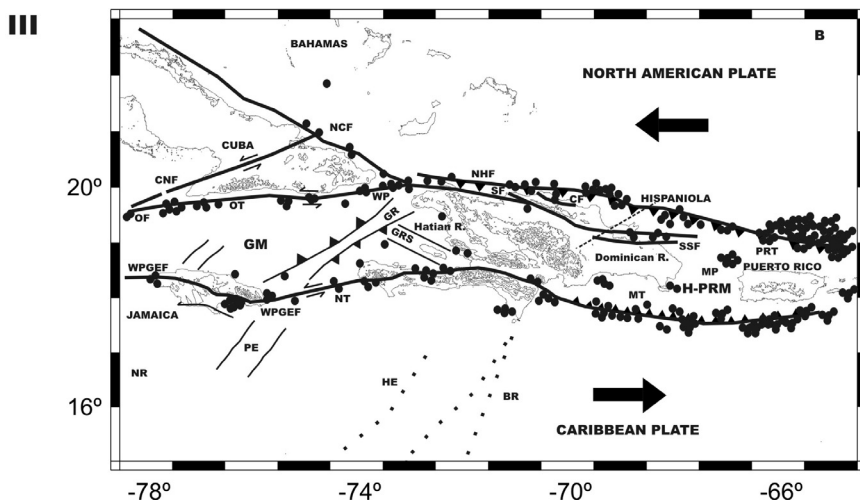 III
B
BAHAMAS
NORTH AMERICAN PLATE
NCF
CUBA
CNF
NHF
20º
WP
SF
CF
HISPANIOLA
OF
OT
GR
Hatian R.
GM
GRS
SSF
Dominican R.
PRT
MP
PUERTO RICO
WPGEF
H-PRM
MT
NT
JAMAICA
WPGEF
PE
NR
HE
BR
16º
CARIBBEAN PLATE
-78º
-74º
-70º
-66º